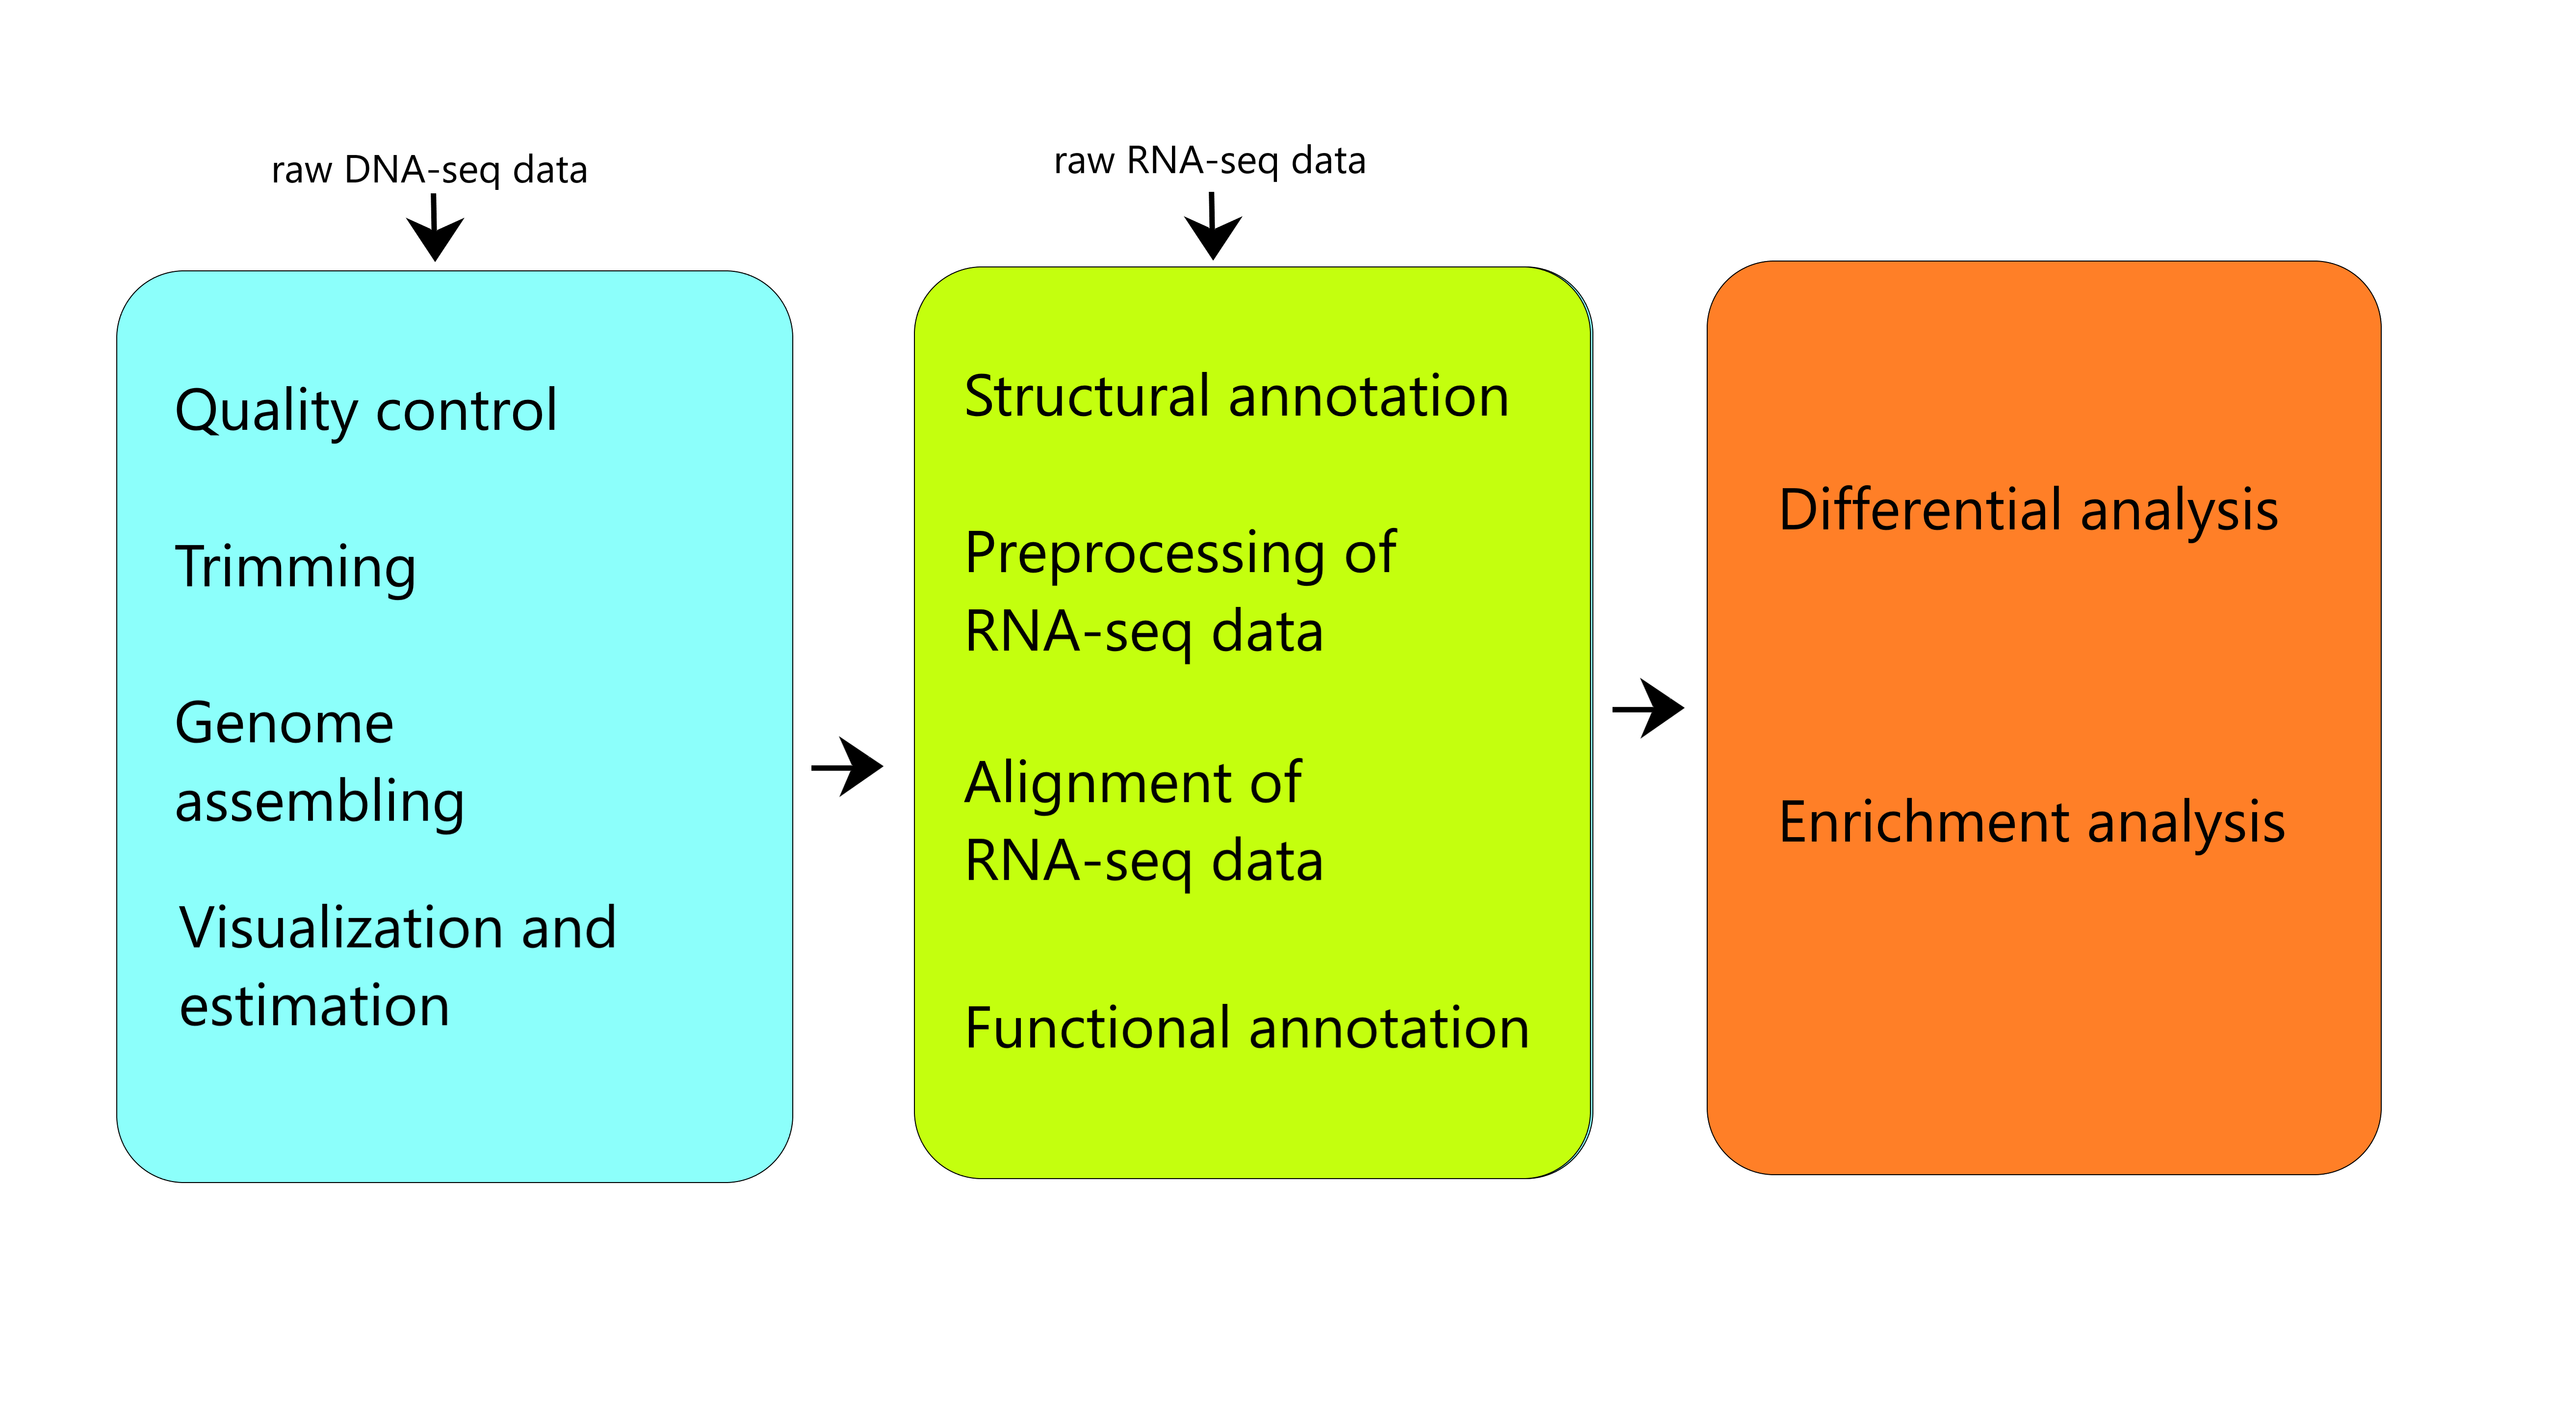 raw DNA-seq data
Quality control
Trimming
Genome
assembling
Visualization and
estimation
raw RNA-seq data
Structural annotation
Preprocessing of
RNA-seq data
Alignment of
RNA-seq data
Functional annotation
Differential analysis
Enrichment analysis